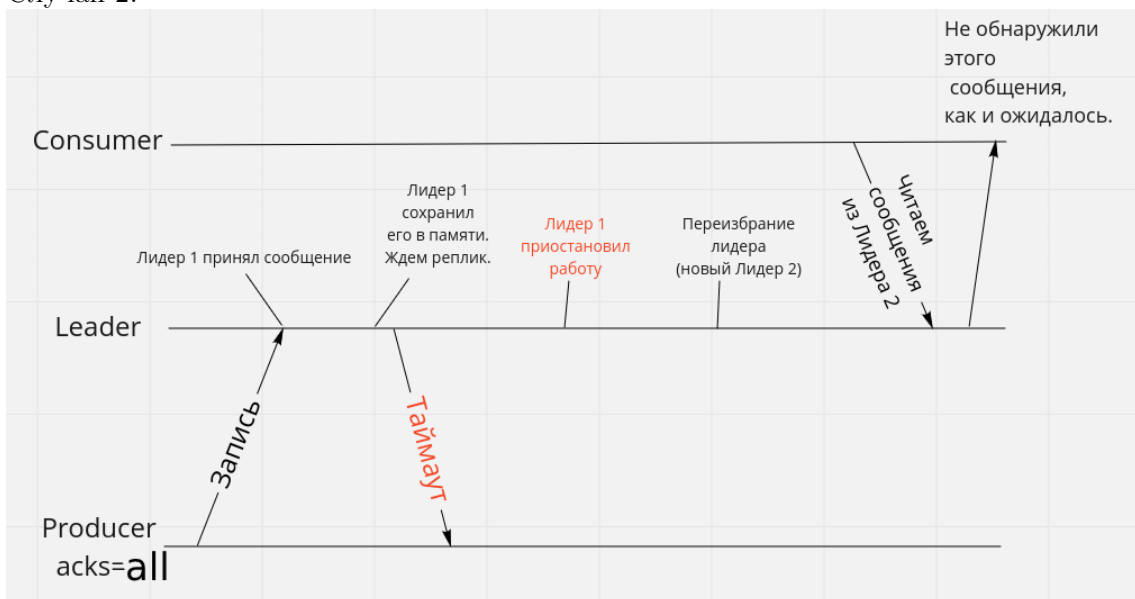 Случай 2.
Не обнаружили
этого
сообщения,
как и ожидалось.
Consumer
Лидер 1
сохранил
его в памяти.
Ждем реплик.
Лидер 1 принял сообщение
Лидер 1
приостановил
работу
Переизбрание
лидера
(новый Лидер 2)
Читаем
сообщения
из Лидера 2
Leader
Запись
Таймаут
Producer
acks=all